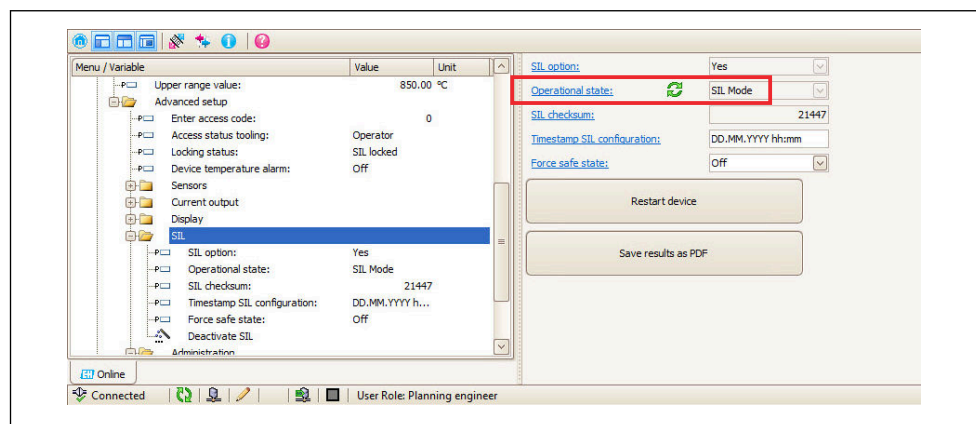 Menu / Variable Value Unit
Upper range value: 850.00 °C
Advanced setup
Enter access code: 0
Access status tooling: Operator
Locking status: SIL locked
Device temperature alarm: Off
Sensors
Current output
Display
SIL
SIL option: Yes
Operational state: SIL Mode
SIL checksum: 21447
Timestamp SIL configuration: DD.MM.YYYY h...
Force safe state: Off
Deactivate SIL
Administration
Online
SIL option: Yes
Operational state: SIL Mode
SIL checksum: 21447
Timestamp SIL configuration: DD.MM.YYYY hh:mm
Force safe state: Off
Restart device
Save results as PDF
Connected User Role: Planning engineer